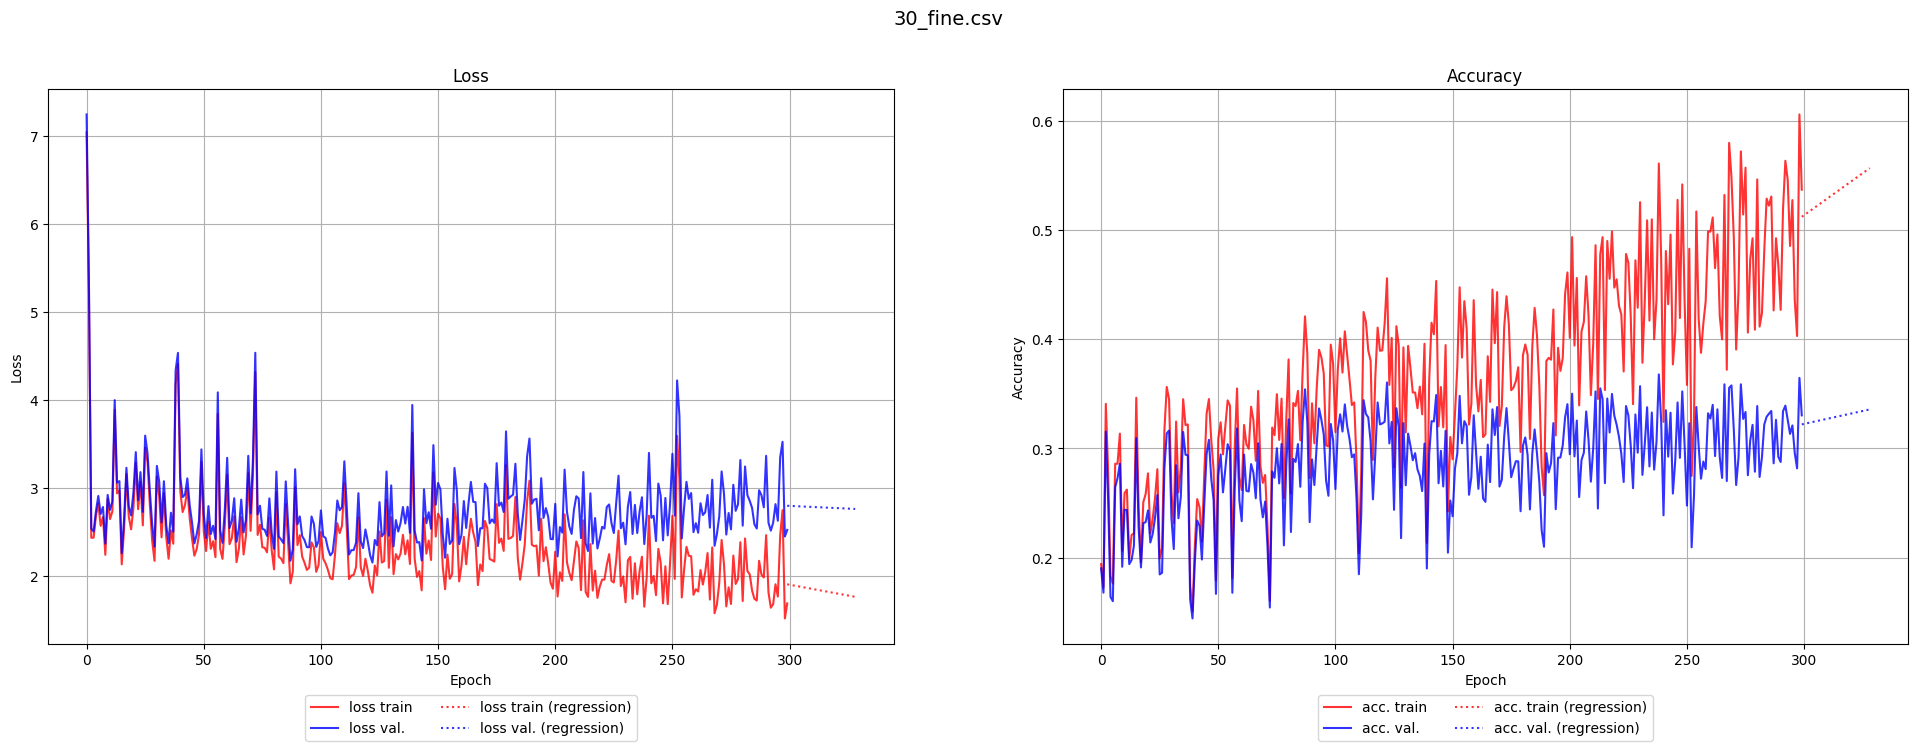 30_fine.csv
Loss
Loss
7
6
5
4
3
2
0 50 100 150 200 250 300
Epoch
loss train loss train (regression)
loss val. loss val. (regression)
Accuracy
Accuracy
0.6
0.5
0.4
0.3
0.2
0 50 100 150 200 250 300
Epoch
acc. train acc. train (regression)
acc. val. acc. val. (regression)